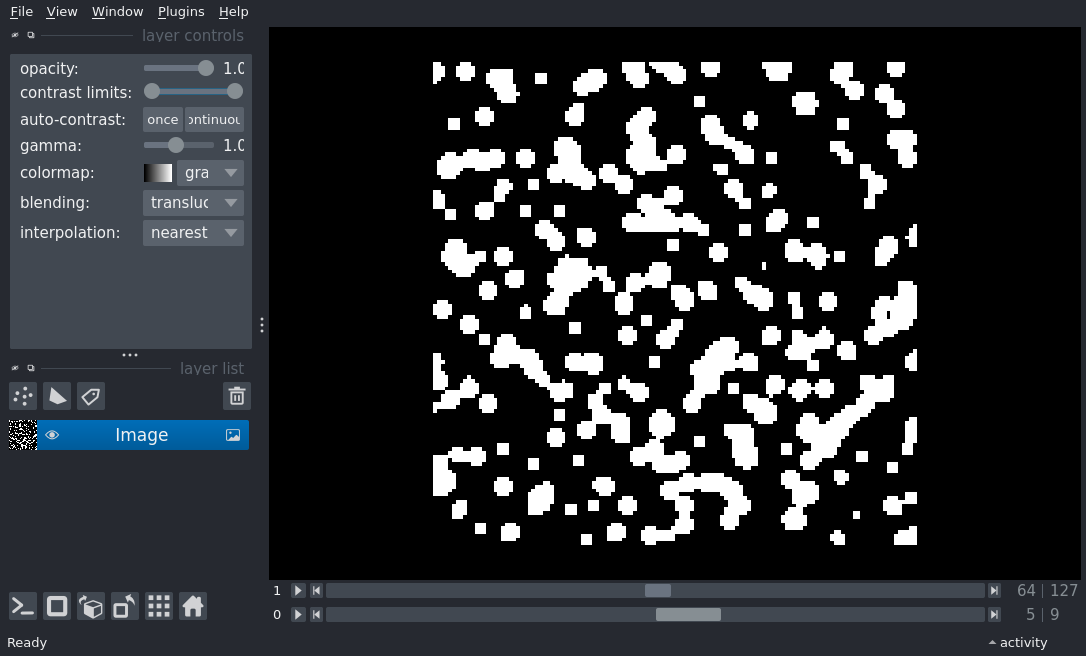 File View Window Plugins Help
layer controls
opacity: 1.0
contrast limits:
auto-contrast: once ontinuou
gamma: 1.0
colormap: gra
blending: transluc
interpolation: nearest
layer list
Image
1 64 | 127
0 5 | 9
Ready activity